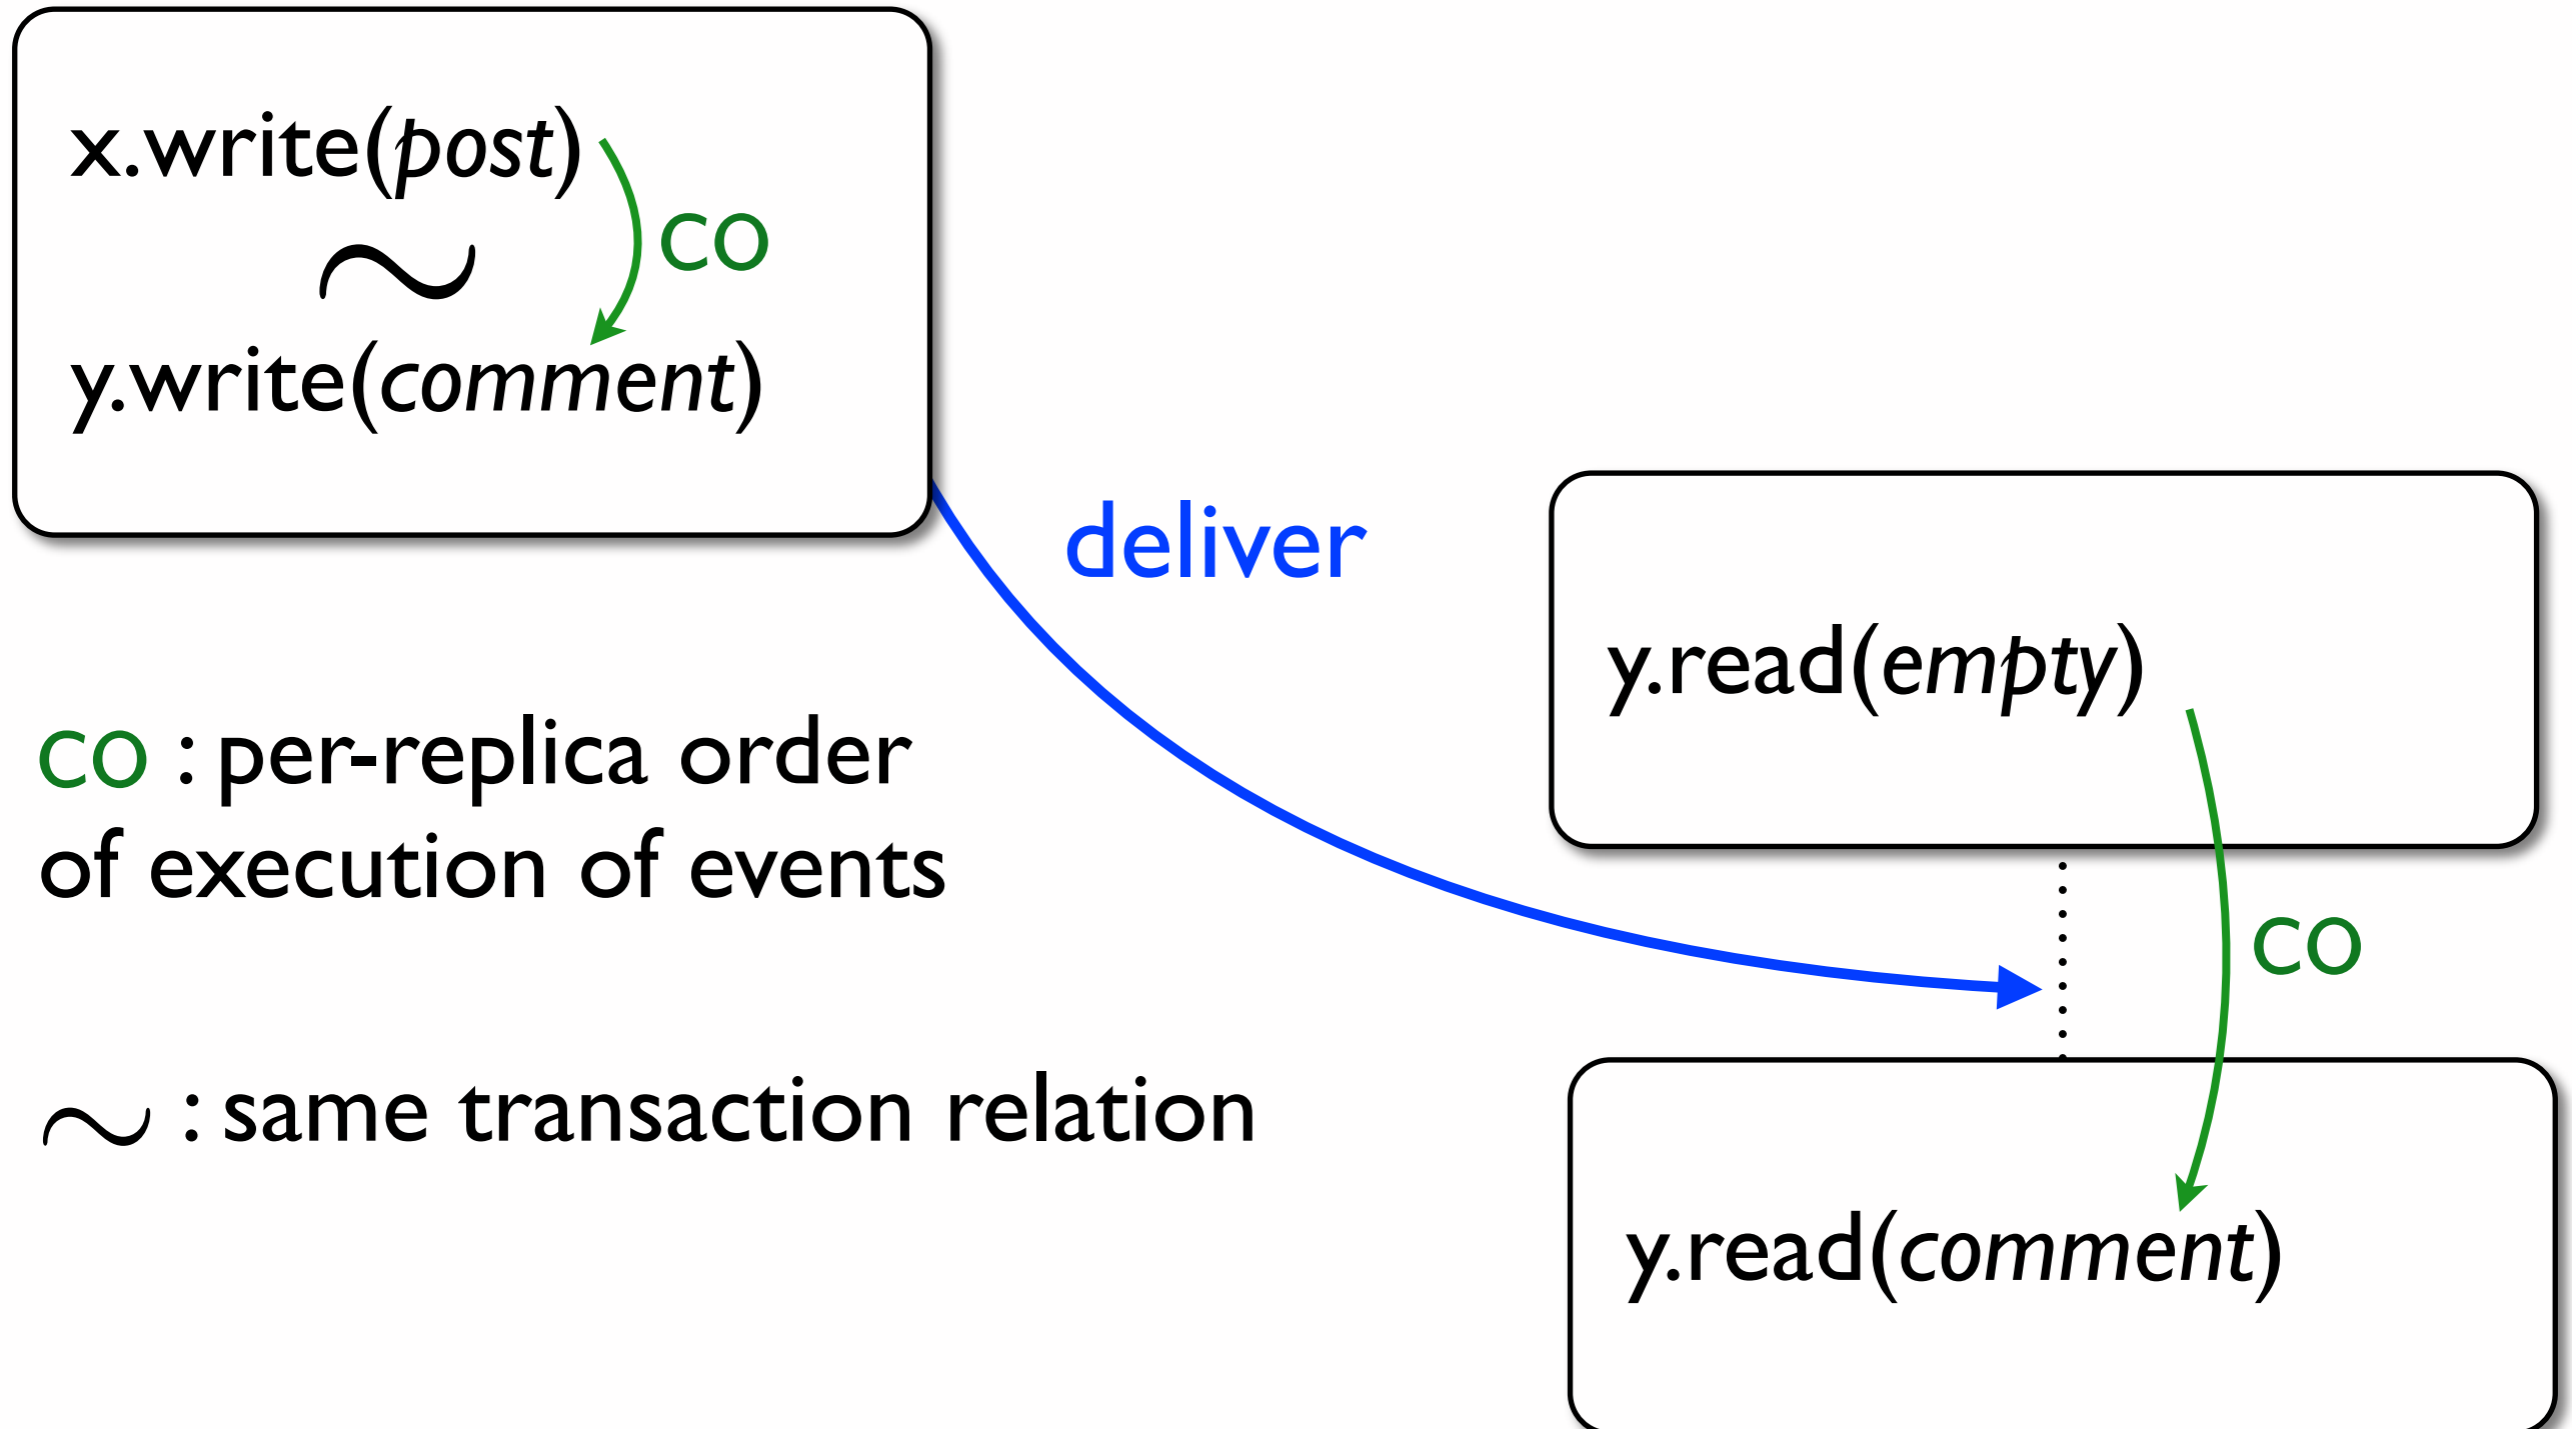 x.write(post)
∼
co
y.write(comment)
deliver
y.read(empty)
co : per-replica order
of execution of events
co
∼ : same transaction relation
y.read(comment)